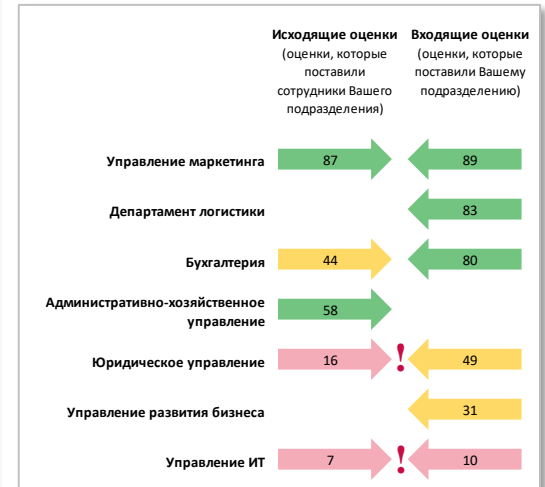 Исходящие оценки Входящие оценки
(оценки, которые (оценки, которые
поставили поставили Вашему
сотрудники Вашего подразделению)
подразделения)
Управление маркетинга 87 89
Департамент логистики 83
Бухгалтерия 44 80
Административно-хозяйственное
управление 58
Юридическое управление 16 ! 49
Управление развития бизнеса 31
Управление ИТ 7 ! 10